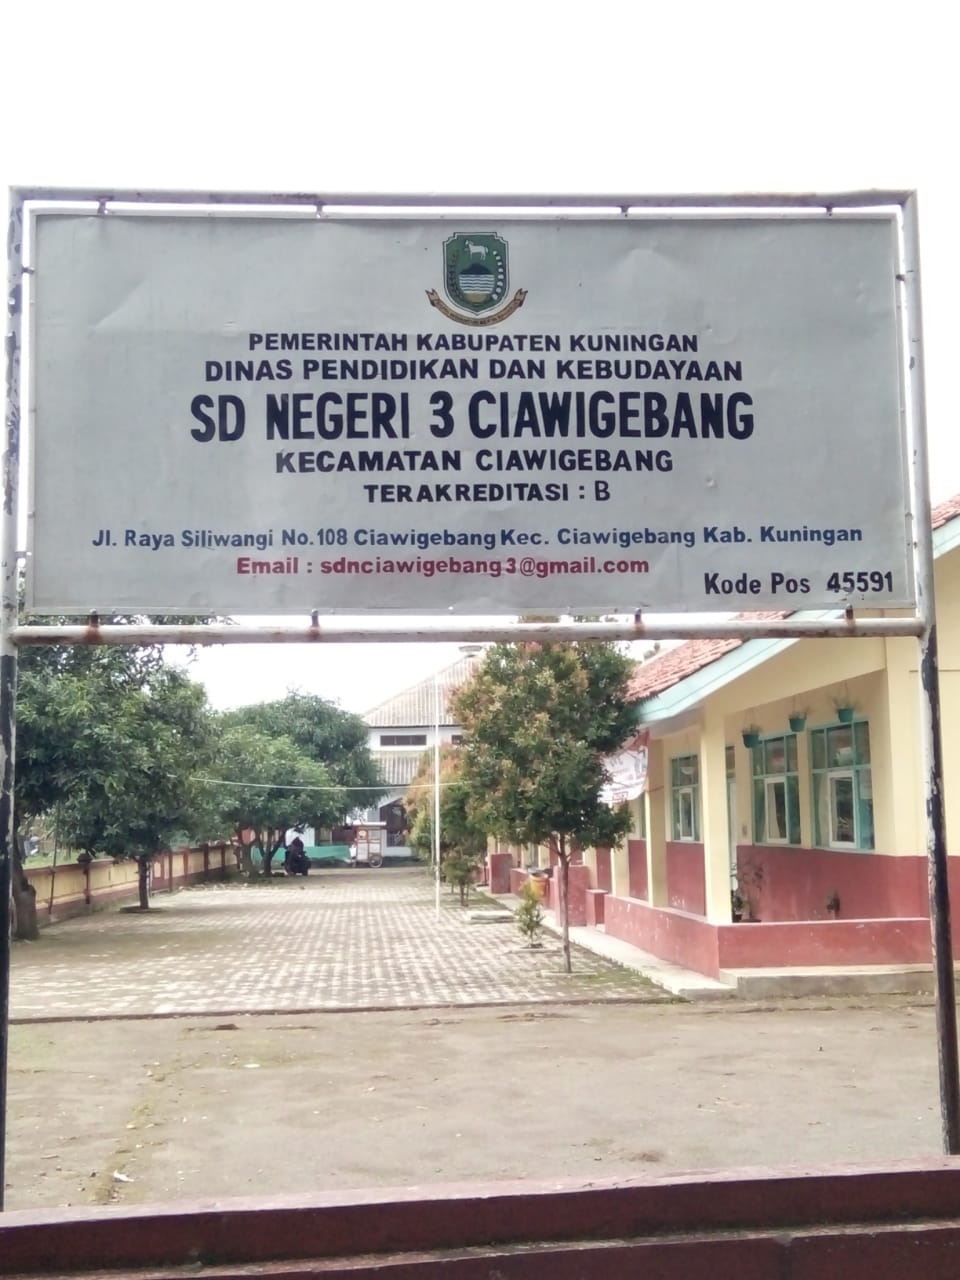 PEMERINTAH KABUPATEN KUNINGAN
DINAS PENDIDIKAN DAN KEBUDAYAAN
SD NEGERI 3 CIAWIGEBANG
KECAMATAN CIAWIGEBANG
TERAKREDITASI : B
Jl. Raya Siliwangi No.108 Ciawigebang Kec. Ciawigebang Kab. Kuningan
Email : sdnciawigebang3@gmail.com
Kode Pos 45591